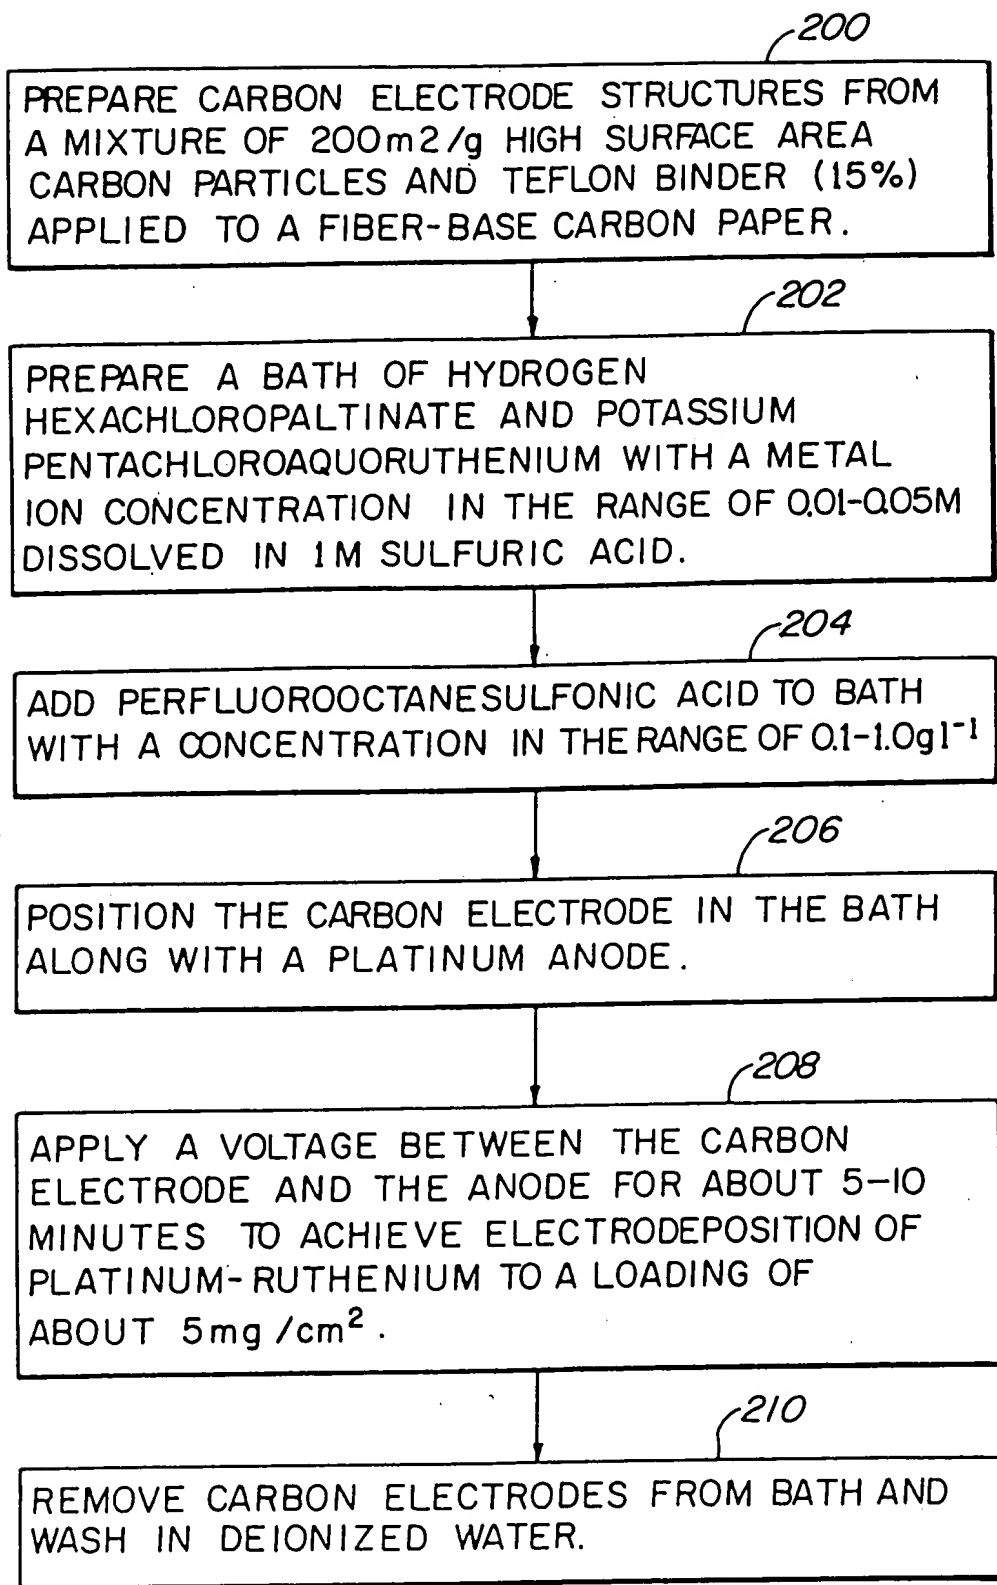 200
PREPARE CARBON ELECTRODE STRUCTURES FROM
A MIXTURE OF 200m2/g HIGH SURFACE AREA
CARBON PARTICLES AND TEFLON BINDER (15%)
APPLIED TO A FIBER-BASE CARBON PAPER.
202
PREPARE A BATH OF HYDROGEN
HEXACHLOROPALTINATE AND POTASSIUM
PENTACHLOROAQUORUTHENIUM WITH A METAL
ION CONCENTRATION IN THE RANGE OF 0.01-0.05M
DISSOLVED IN 1M SULFURIC ACID.
204
ADD PERFLUOROOCTANESULFONIC ACID TO BATH
WITH A CONCENTRATION IN THE RANGE OF 0.1-1.0gl⁻¹
206
POSITION THE CARBON ELECTRODE IN THE BATH
ALONG WITH A PLATINUM ANODE.
208
APPLY A VOLTAGE BETWEEN THE CARBON
ELECTRODE AND THE ANODE FOR ABOUT 5-10
MINUTES TO ACHIEVE ELECTRODEPOSITION OF
PLATINUM-RUTHENIUM TO A LOADING OF
ABOUT 5mg/cm².
210
REMOVE CARBON ELECTRODES FROM BATH AND
WASH IN DEIONIZED WATER.